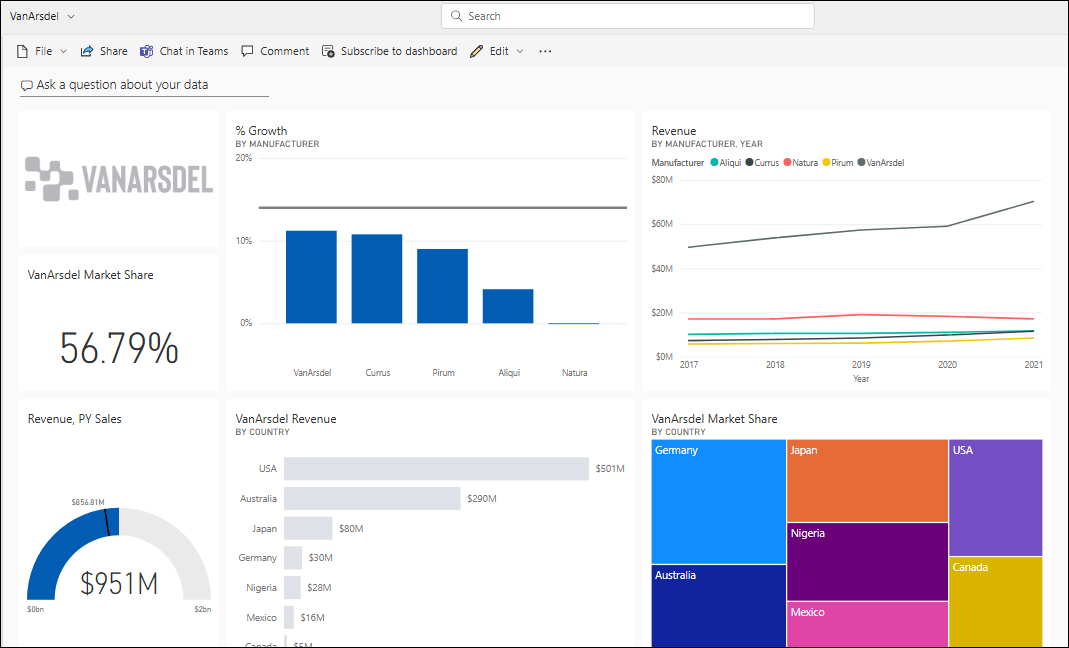 VanArsdel
Search
File
Share
Chat in Teams
Comment
Subscribe to dashboard
Edit
Ask a question about your data
VANARSDEL
% Growth
BY MANUFACTURER
20%
10%
0%
VanArsdel Currus Pirum Aliqui Natura
Revenue
BY MANUFACTURER, YEAR
Manufacturer Aliqui Currus Natura Pirum VanArsdel
$80M
$60M
$40M
$20M
$0M
2017 2018 2019 2020 2021
Year
VanArsdel Market Share
56.79%
Revenue, PY Sales
$856.81M
$951M
$0bn $2bn
VanArsdel Revenue
BY COUNTRY
USA $501M
Australia $290M
Japan $80M
Germany $30M
Nigeria $28M
Mexico $16M
Canada $5M
VanArsdel Market Share
BY COUNTRY
Germany
Japan
USA
Nigeria
Canada
Australia
Mexico